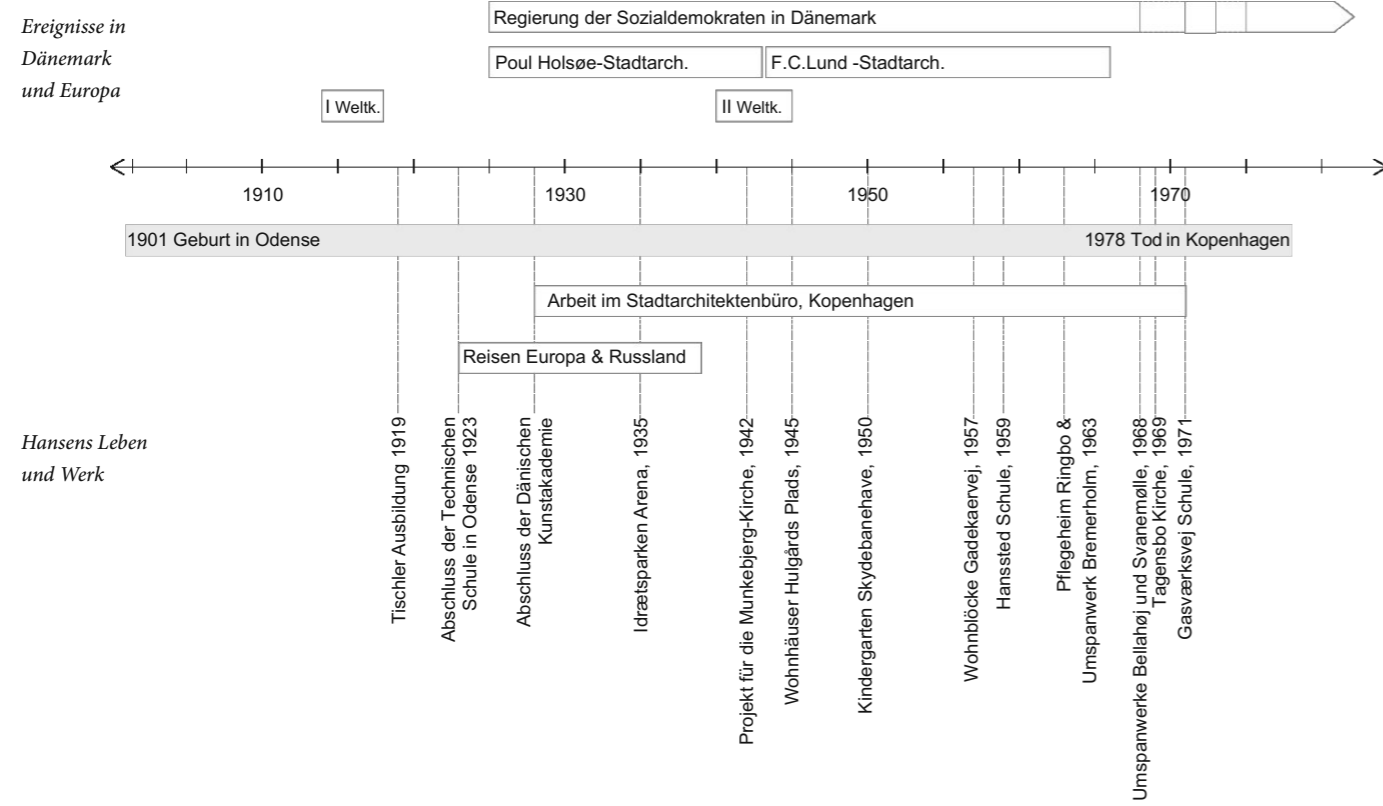 Ereignisse in
Dänemark
und Europa
Regierung der Sozialdemokraten in Dänemark
Poul Holsøe-Stadtarch.
F.C.Lund -Stadtarch.
I Weltk.
II Weltk.
1910
1930
1950
1970
1901 Geburt in Odense
1978 Tod in Kopenhagen
Arbeit im Stadtarchitektenbüro, Kopenhagen
Reisen Europa & Russland
Hansens Leben
und Werk
Tischler Ausbildung 1919
Abschluss der Technischen
Schule in Odense 1923
Abschluss der Dänischen
Kunstakademie
Idrætsparken Arena, 1935
Projekt für die Munkebjerg-Kirche, 1942
Wohnhäuser Hulgårds Plads, 1945
Kindergarten Skydebanehave, 1950
Wohnblöcke Gadekaervej, 1957
Hanssted Schule, 1959
Pflegeheim Ringbo &
Umspanwerk Bremerholm, 1963
Umspanwerke Bellahøj und Svanemølle, 1968
Tagensbo Kirche, 1969
Gasværksvej Schule, 1971